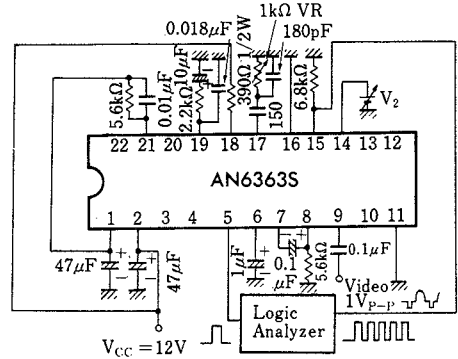 0.018μF
1kΩ VR
180pF
10μF
390Ω 1/2W
5.6kΩ
0.01μF
2.2kΩ
150
6.8kΩ
V2
22 21 20 19 18 17 16 15 14 13 12
AN6363S
1 2 3 4 5 6 7 8 9 10 11
47μF
47μF
1μF
0.1
μF
5.6kΩ
0.1μF
Video
1VP-P
Logic
Analyzer
VCC=12V